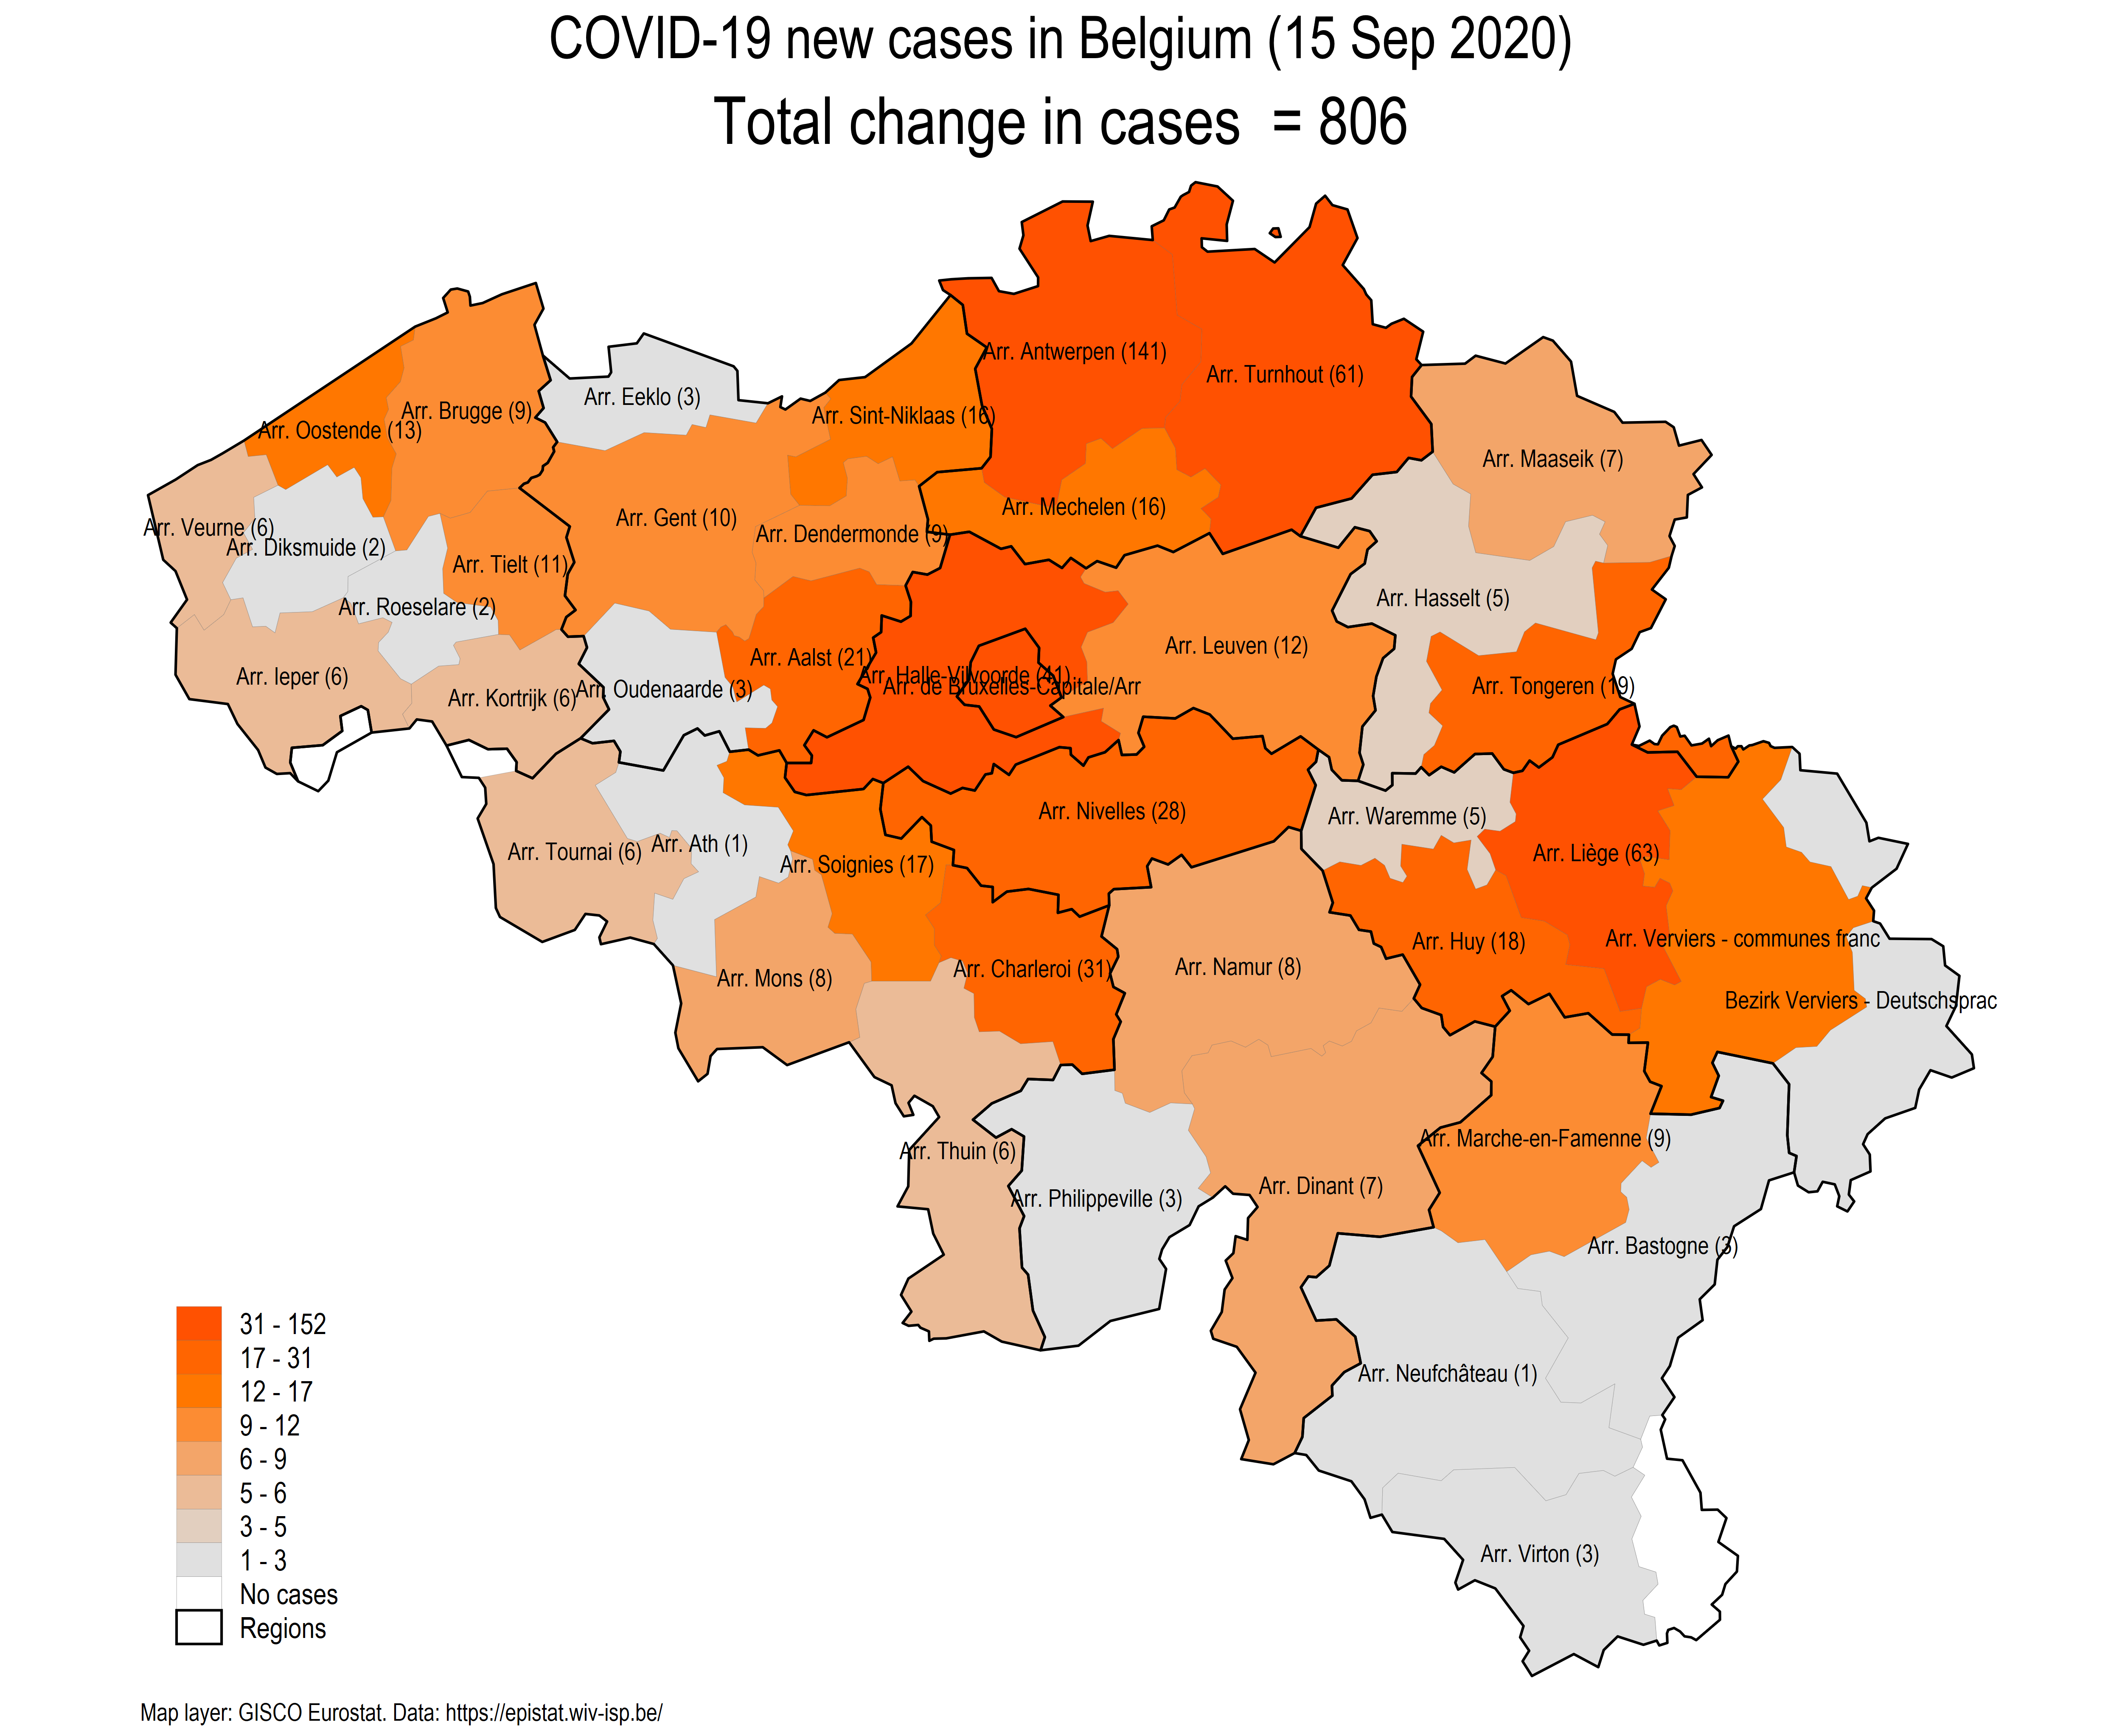 COVID-19 new cases in Belgium (15 Sep 2020)
Total change in cases = 806
Arr. Antwerpen (141)
Arr. Turnhout (61)
Arr. Eeklo (3)
Arr. Brugge (9)
Arr. Sint-Niklaas (16)
Arr. Oostende (13)
Arr. Maaseik (7)
Arr. Mechelen (16)
Arr. Gent (10)
Arr. Veurne (6)
Arr. Dendermonde (9)
Arr. Diksmuide (2)
Arr. Tielt (11)
Arr. Hasselt (5)
Arr. Roeselare (2)
Arr. Leuven (12)
Arr. Aalst (21)
Arr. Halle-Vilvoorde (41)
Arr. Ieper (6)
Arr. de Bruxelles-Capitale/Arr
Arr. Tongeren (19)
Arr. Oudenaarde (3)
Arr. Kortrijk (6)
Arr. Nivelles (28)
Arr. Waremme (5)
Arr. Ath (1)
Arr. Tournai (6)
Arr. Liège (63)
Arr. Soignies (17)
Arr. Verviers - communes franc
Arr. Huy (18)
Arr. Namur (8)
Arr. Charleroi (31)
Arr. Mons (8)
Bezirk Verviers - Deutschsprac
Arr. Marche-en-Famenne (9)
Arr. Thuin (6)
Arr. Dinant (7)
Arr. Philippeville (3)
Arr. Bastogne (3)
Arr. Neufchâteau (1)
Arr. Virton (3)
31 - 152
17 - 31
12 - 17
9 - 12
6 - 9
5 - 6
3 - 5
1 - 3
No cases
Regions
Map layer: GISCO Eurostat. Data: https://epistat.wiv-isp.be/